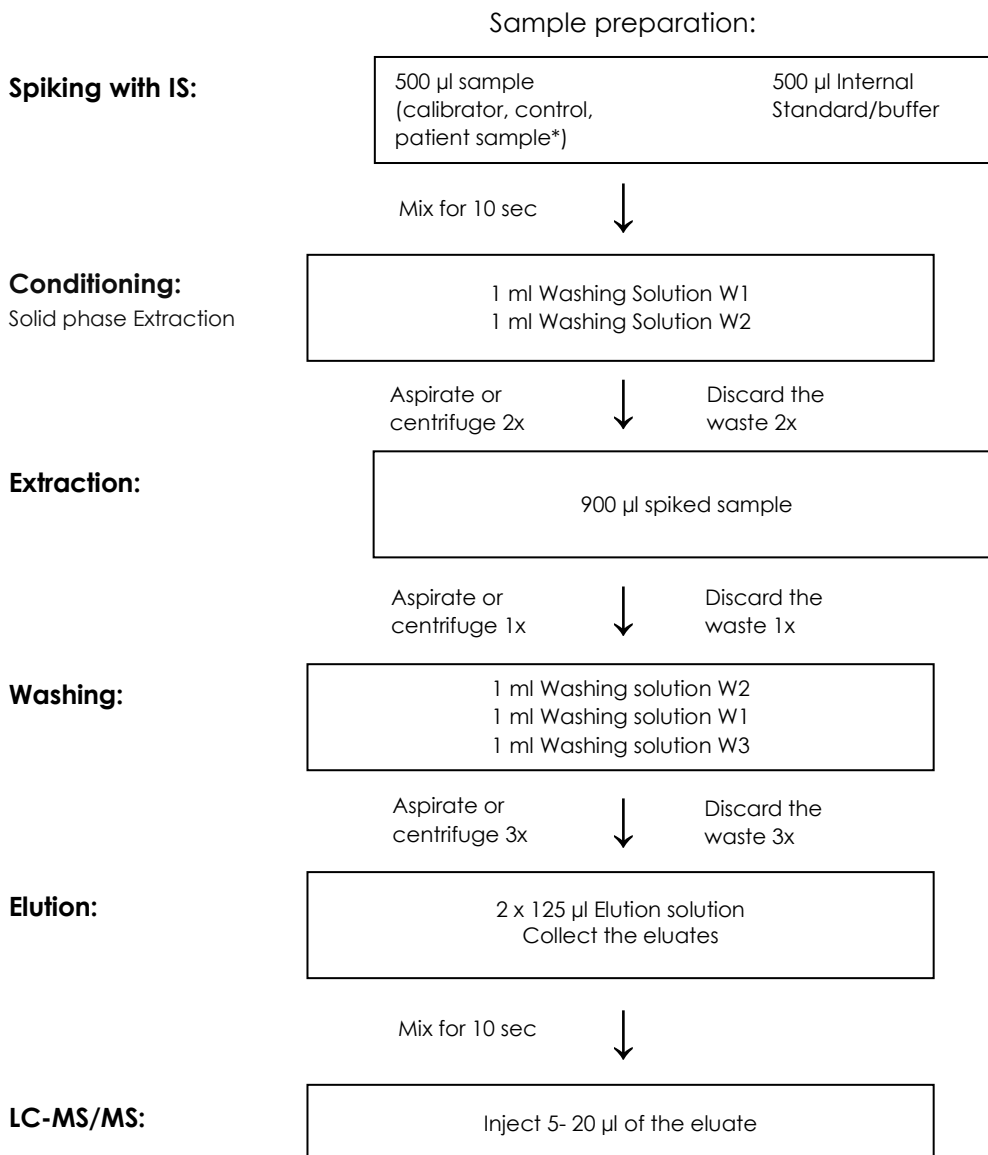 Sample preparation:
Spiking with IS:
500 µl sample
(calibrator, control,
patient sample*)
500 µl Internal
Standard/buffer
Mix for 10 sec
Conditioning:
Solid phase Extraction
1 ml Washing Solution W1
1 ml Washing Solution W2
Aspirate or
centrifuge 2x
Discard the
waste 2x
Extraction:
900 µl spiked sample
Aspirate or
centrifuge 1x
Discard the
waste 1x
Washing:
1 ml Washing solution W2
1 ml Washing solution W1
1 ml Washing solution W3
Aspirate or
centrifuge 3x
Discard the
waste 3x
Elution:
2 x 125 µl Elution solution
Collect the eluates
Mix for 10 sec
LC-MS/MS:
Inject 5- 20 µl of the eluate